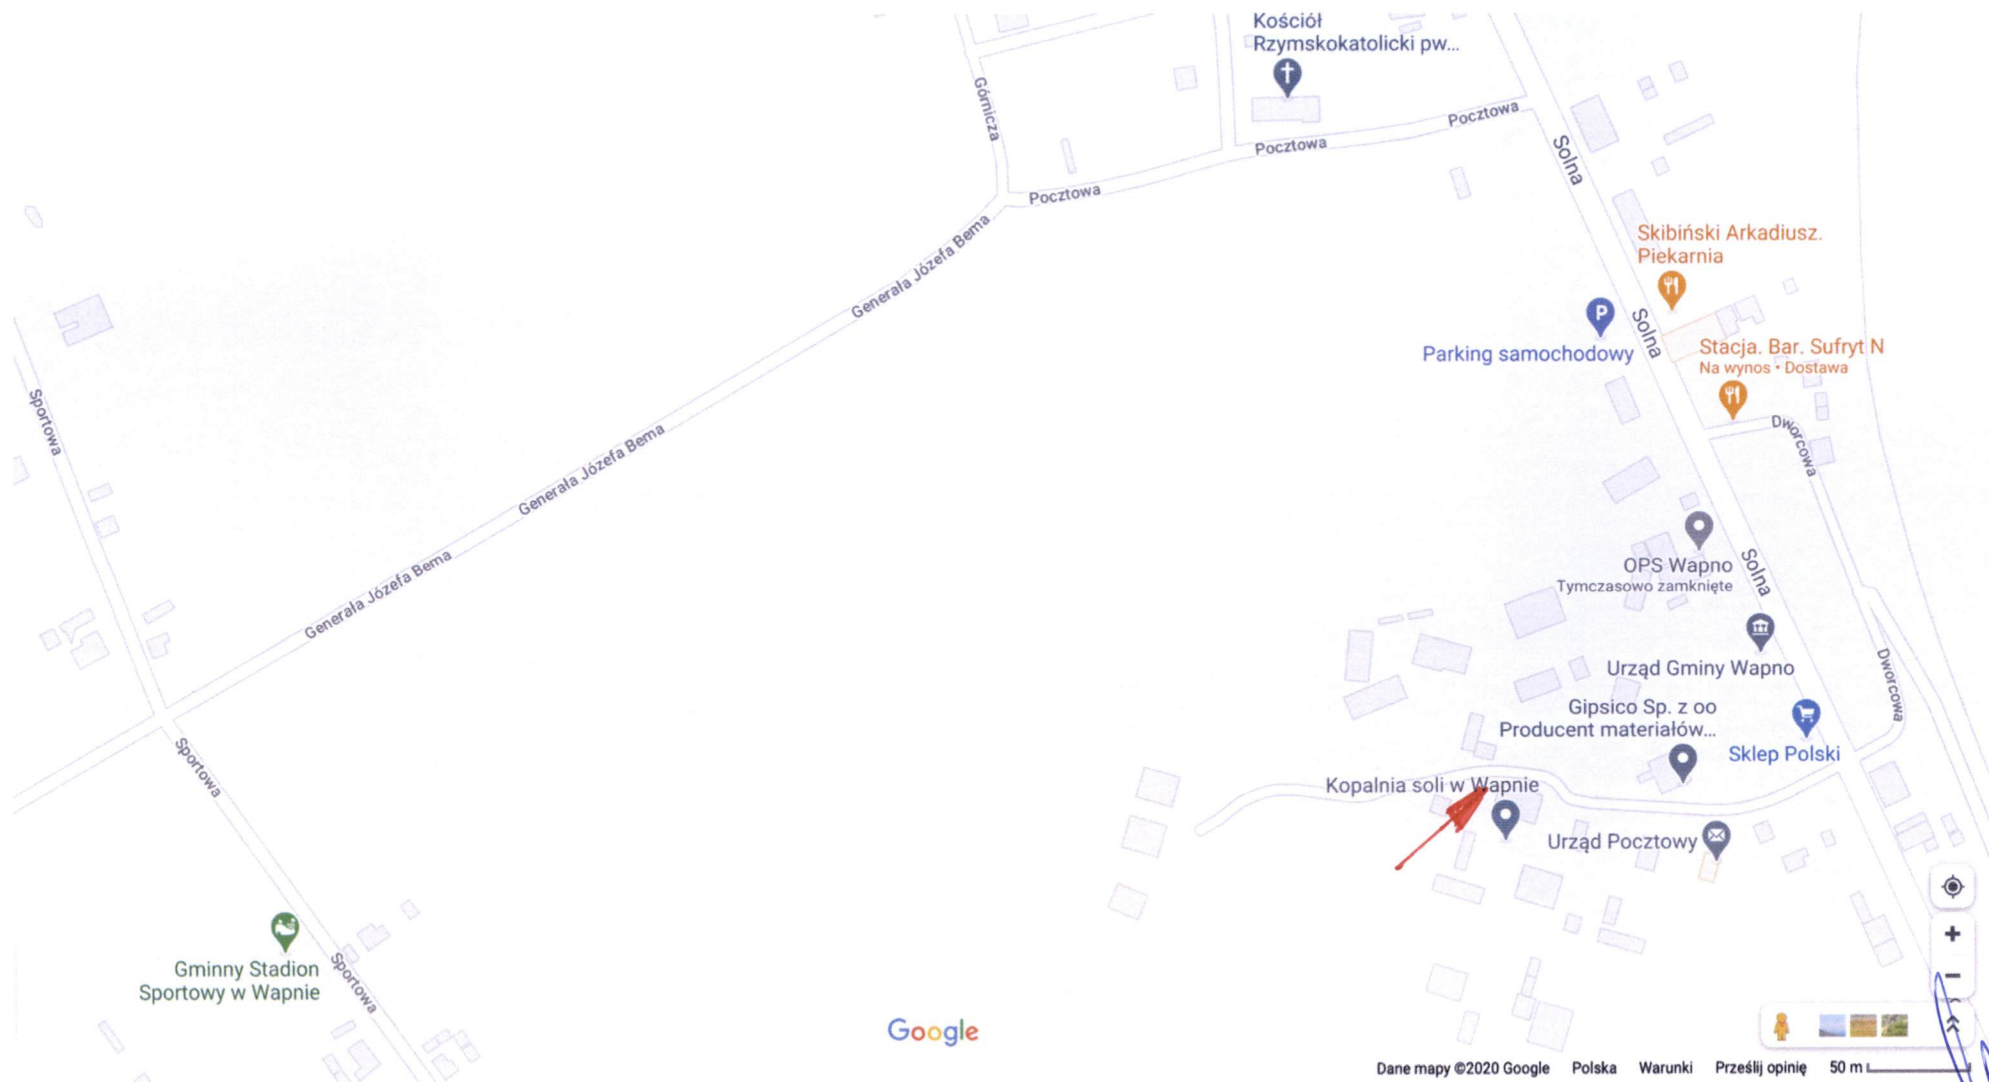 Kościół
Rzymskokatolicki pw...
Górnicza
Pocztowa
Pocztowa
Pocztowa
Solna
Generała Józefa Bema
Skibiński Arkadiusz.
Piekarnia
P
Parking samochodowy
Solna
Stacja. Bar. Sufryt N
Na wynos • Dostawa
Dworcowa
Sportowa
Generała Józefa Bema
Generała Józefa Bema
OPS Wapno
Tymczasowo zamknięte
Solna
Urząd Gminy Wapno
Dworcowa
Gipsico Sp. z oo
Producent materiałów...
Sklep Polski
Sportowa
Kopalnia soli w Wapnie
Urząd Pocztowy
Gminny Stadion
Sportowy w Wapnie
Sportowa
Google
Dane mapy ©2020 Google Polska Warunki Prześlij opinię 50 m